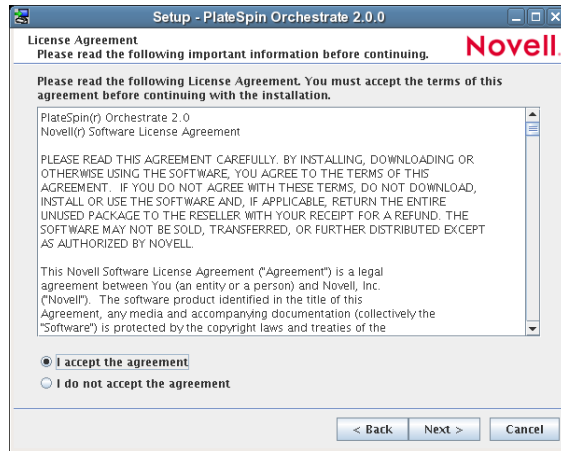 Setup - PlateSpin Orchestrate 2.0.0
License Agreement
Please read the following important information before continuing.
Novell.
Please read the following License Agreement. You must accept the terms of this
agreement before continuing with the installation.
PlateSpin(r) Orchestrate 2.0
Novell(r) Software License Agreement
PLEASE READ THIS AGREEMENT CAREFULLY. BY INSTALLING, DOWNLOADING OR
OTHERWISE USING THE SOFTWARE, YOU AGREE TO THE TERMS OF THIS
AGREEMENT. IF YOU DO NOT AGREE WITH THESE TERMS, DO NOT DOWNLOAD,
INSTALL OR USE THE SOFTWARE AND, IF APPLICABLE, RETURN THE ENTIRE
UNUSED PACKAGE TO THE RESELLER WITH YOUR RECEIPT FOR A REFUND. THE
SOFTWARE MAY NOT BE SOLD, TRANSFERRED, OR FURTHER DISTRIBUTED EXCEPT
AS AUTHORIZED BY NOVELL.
This Novell Software License Agreement ("Agreement") is a legal
agreement between You (an entity or a person) and Novell, Inc.
("Novell"). The software product identified in the title of this
Agreement, any media and accompanying documentation (collectively the
"Software") is protected by the copyright laws and treaties of the
I accept the agreement
I do not accept the agreement
< Back Next > Cancel